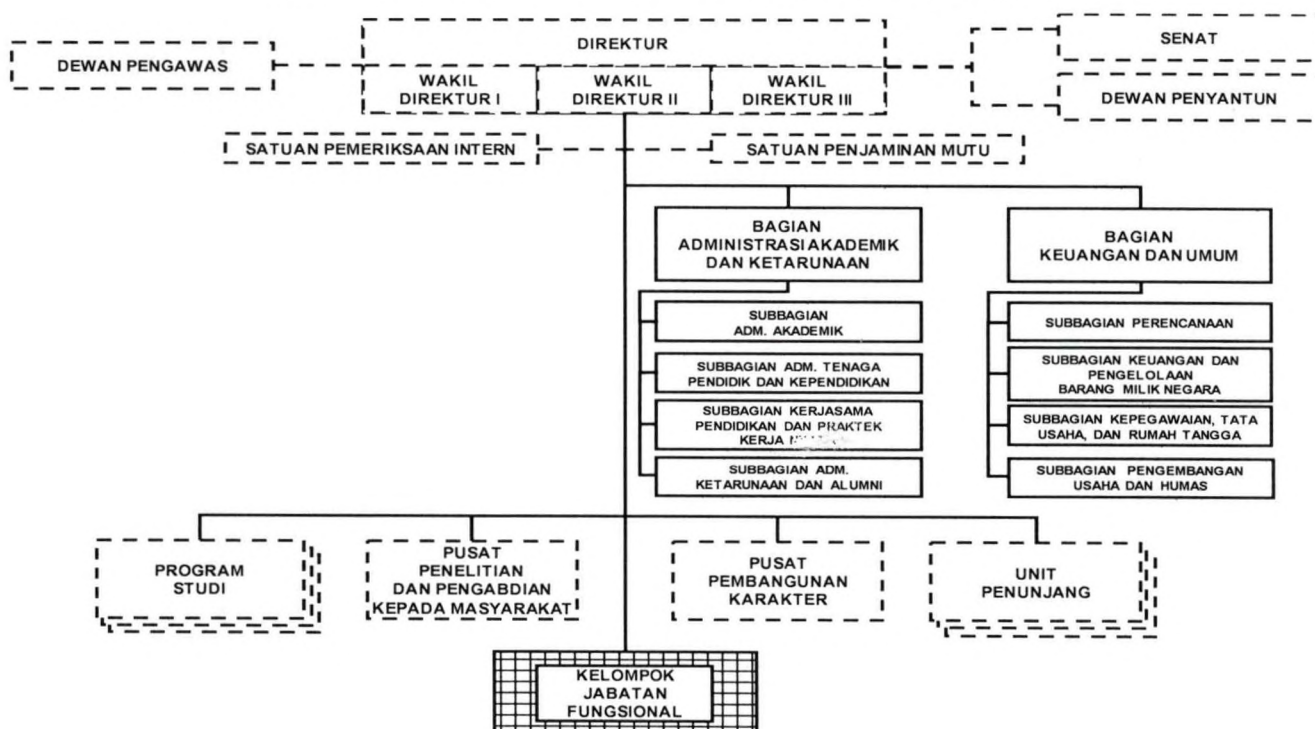 DIREKTUR
SENAT
DEWAN PENGAWAS
WAKIL
DIREKTUR I
WAKIL
DIREKTUR II
WAKIL
DIREKTUR III
DEWAN PENYANTUN
SATUAN PEMERIKSAAN INTERN
SATUAN PENJAMINAN MUTU
BAGIAN
ADMINISTRASI AKADEMIK
DAN KETARUNAAN
BAGIAN
KEUANGAN DAN UMUM
SUBBAGIAN
ADM. AKADEMIK
SUBBAGIAN PERENCANAAN
SUBBAGIAN ADM. TENAGA
PENDIDIK DAN KEPENDIDIKAN
SUBBAGIAN KEUANGAN DAN
PENGELOLAAN
BARANG MILIK NEGARA
SUBBAGIAN KERJASAMA
PENDIDIKAN DAN PRAKTEK
KERJA
SUBBAGIAN KEPEGAWAIAN, TATA
USAHA, DAN RUMAH TANGGA
SUBBAGIAN ADM.
KETARUNAAN DAN ALUMNI
SUBBAGIAN PENGEMBANGAN
USAHA DAN HUMAS
PROGRAM
STUDI
PUSAT
PENELITIAN
DAN PENGABDIAN
KEPADA MASYARAKAT
PUSAT
PEMBANGUNAN
KARAKTER
UNIT
PENUNJANG
KELOMPOK
JABATAN
FUNGSIONAL